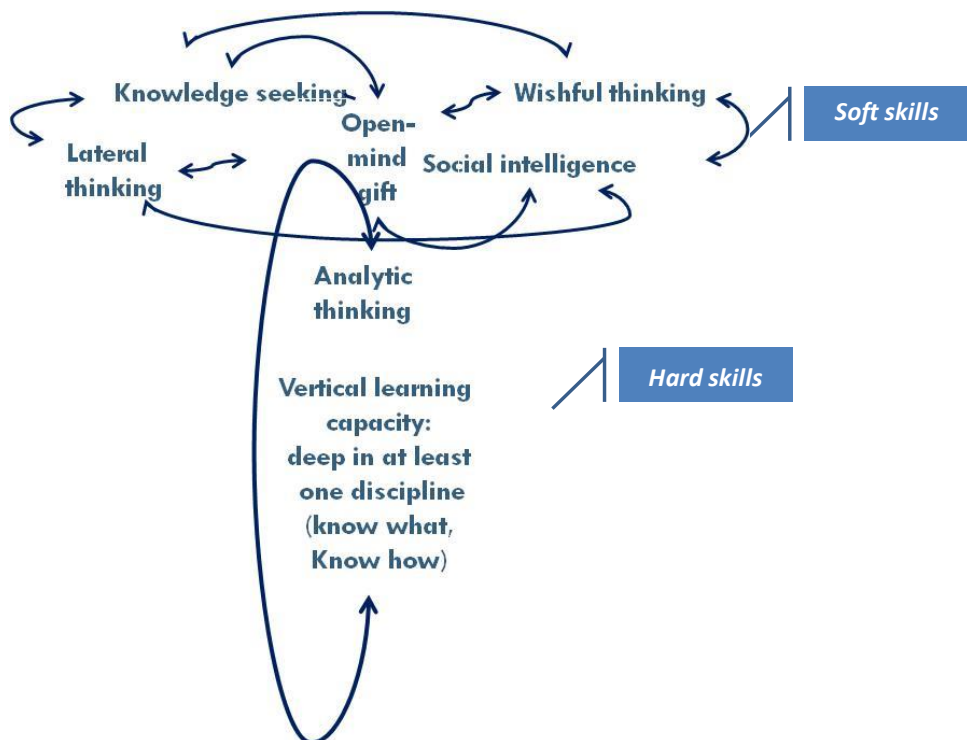 Knowledge seeking
Wishful thinking
Soft skills
Open-
mind
gift
Lateral
thinking
Social intelligence
Analytic
thinking
Hard skills
Vertical learning
capacity:
deep in at least
one discipline
(know what,
Know how)